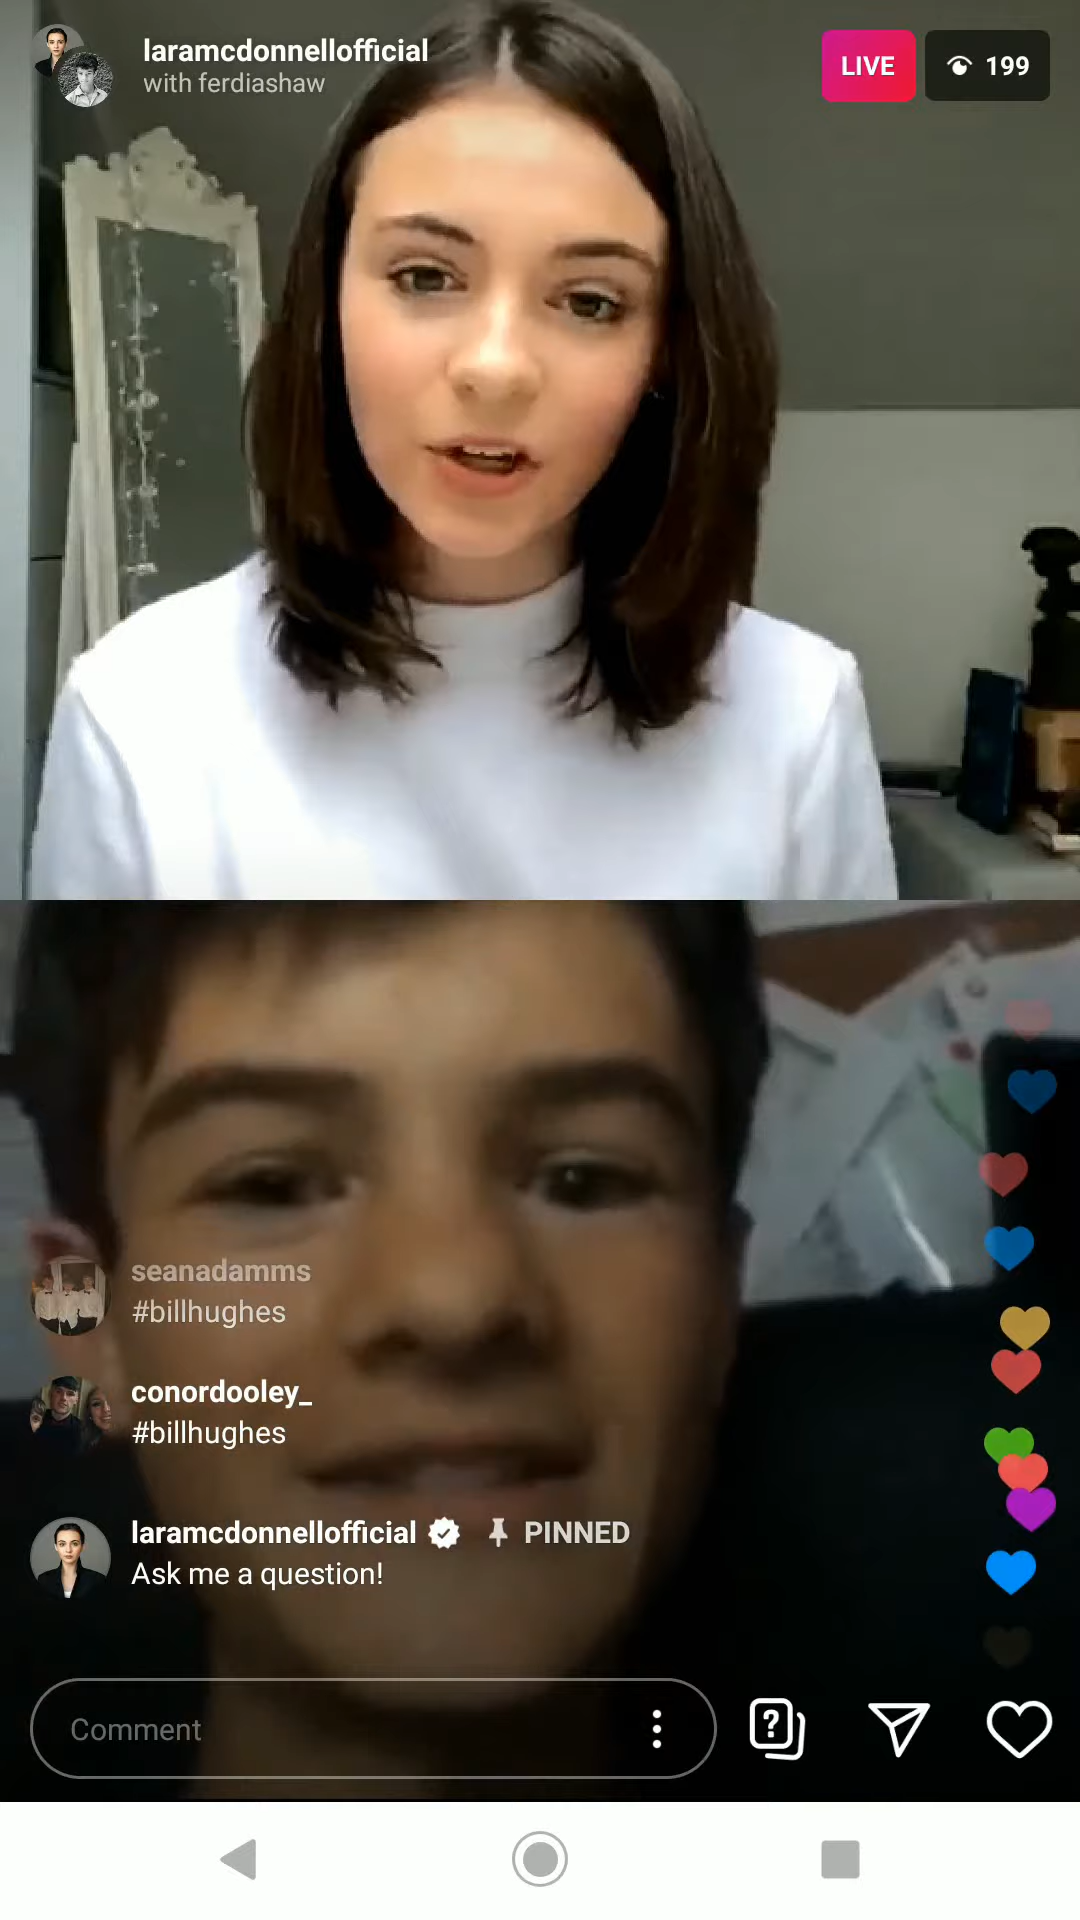 laramcdonnellofficial
with ferdiashaw
LIVE
199
seanadamms
#billhughes
conordooley_
#billhughes
laramcdonnellofficial PINNED
Ask me a question!
Comment
?